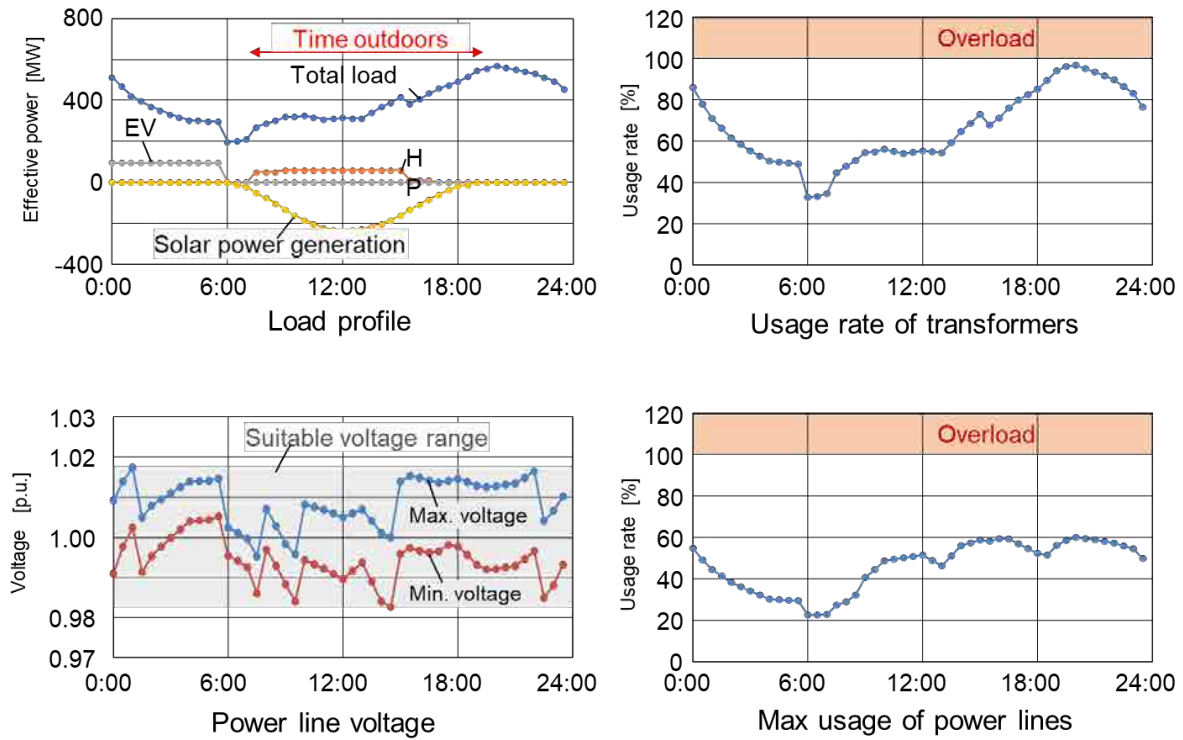 800
400
0
-400
Effective power [MW]
Time outdoors
Total load
EV
H
P
Solar power generation
0:00 6:00 12:00 18:00 24:00
Load profile
120
100
80
60
40
20
0
Usage rate [%]
Overload
0:00 6:00 12:00 18:00 24:00
Usage rate of transformers
1.03
1.02
1.00
0.98
0.97
Voltage [p.u.]
Suitable voltage range
Max. voltage
Min. voltage
0:00 6:00 12:00 18:00 24:00
Power line voltage
120
100
80
60
40
20
0
Usage rate [%]
Overload
0:00 6:00 12:00 18:00 24:00
Max usage of power lines